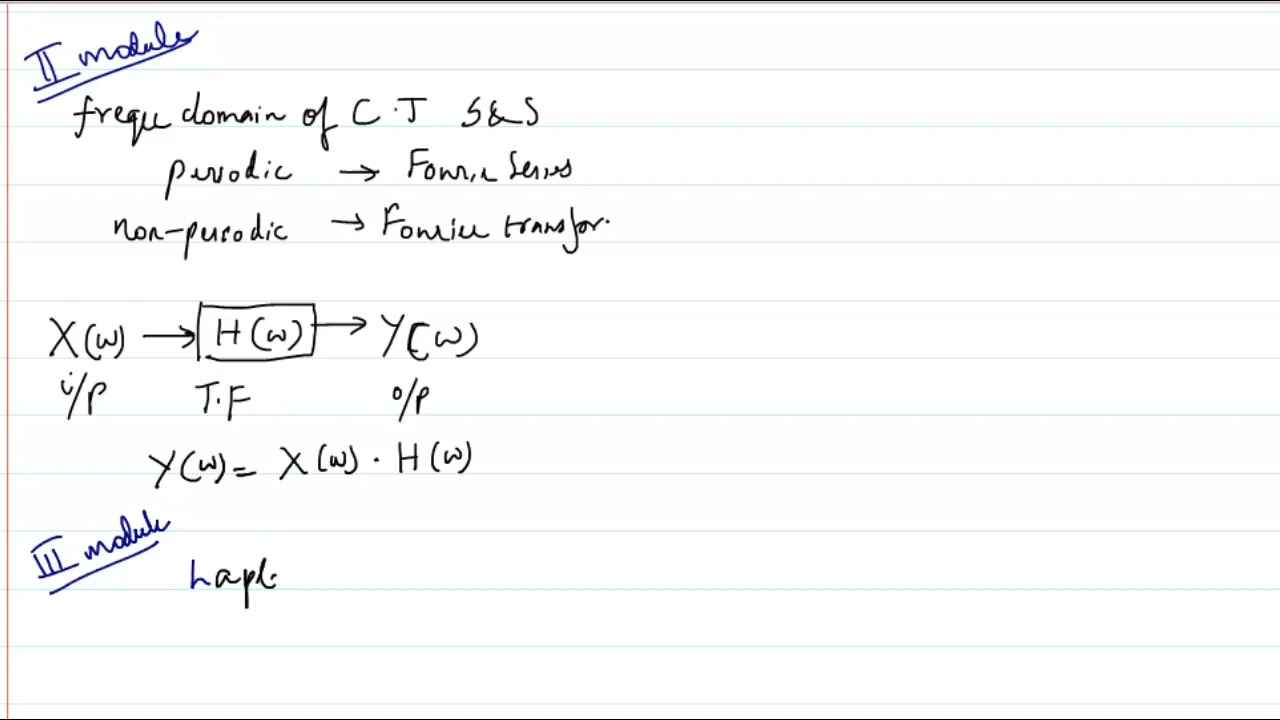 II module
frequ domain of C.T S&S
periodic → Fourier Series
non-periodic → Fourier transfor.
X(ω) → H(ω) → Y(ω)
i/p T.F o/p
Y(ω) = X(ω) . H(ω)
III module
Lapl